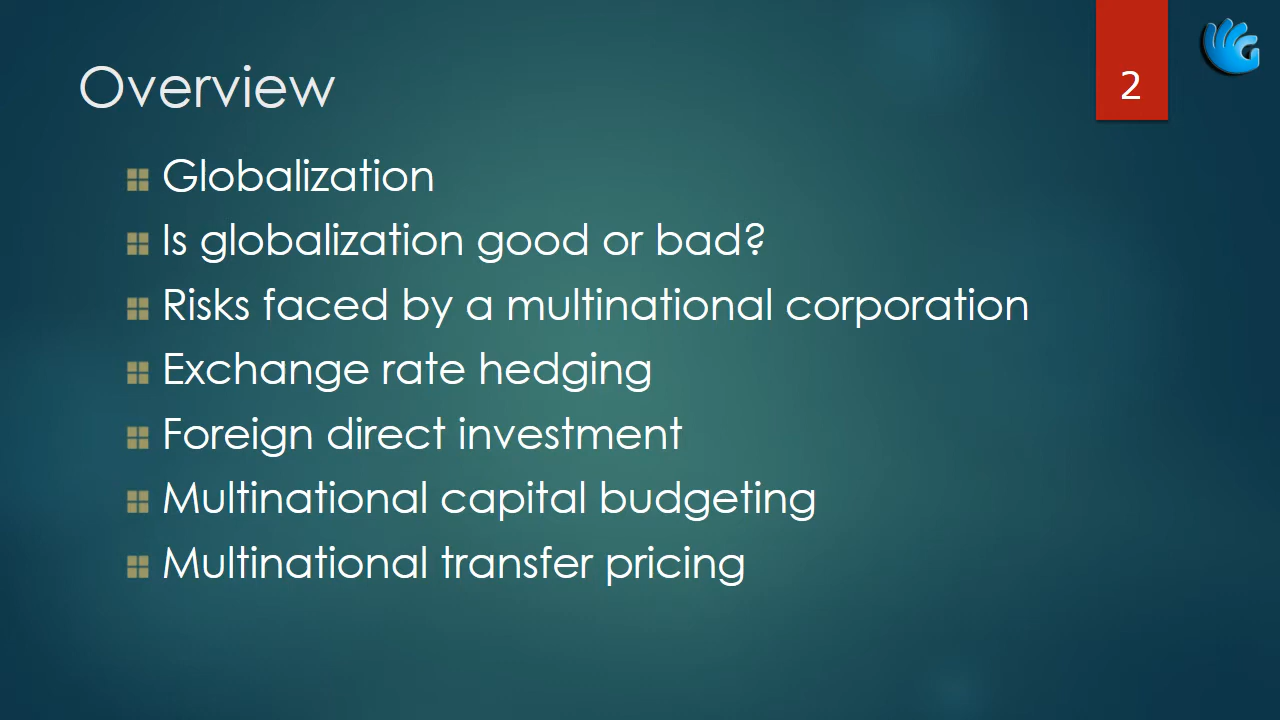 Overview
2
Globalization
Is globalization good or bad?
Risks faced by a multinational corporation
Exchange rate hedging
Foreign direct investment
Multinational capital budgeting
Multinational transfer pricing